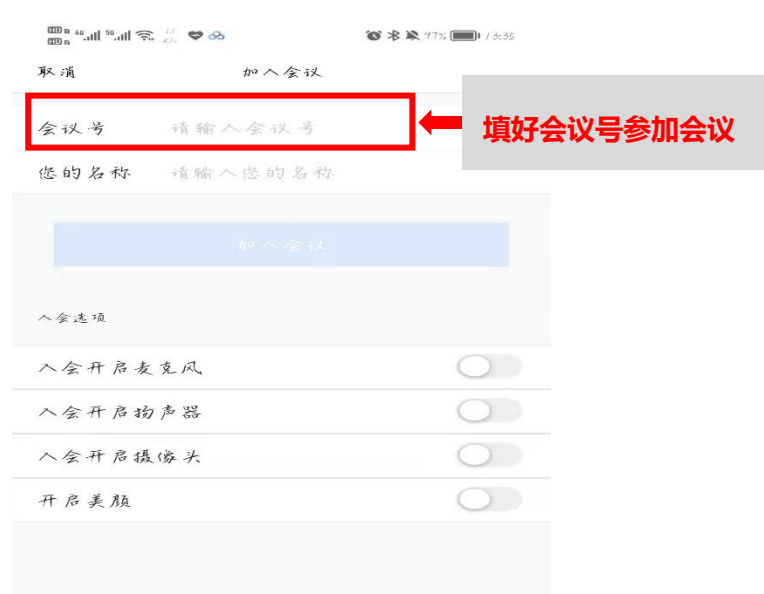 97% 13:35
取消 加入会议
会议号 请输入会议号
填好会议号参加会议
您的名称 请输入您的名称
加入会议
入会选项
入会开启麦克风
入会开启扬声器
入会开启摄像头
开启美颜